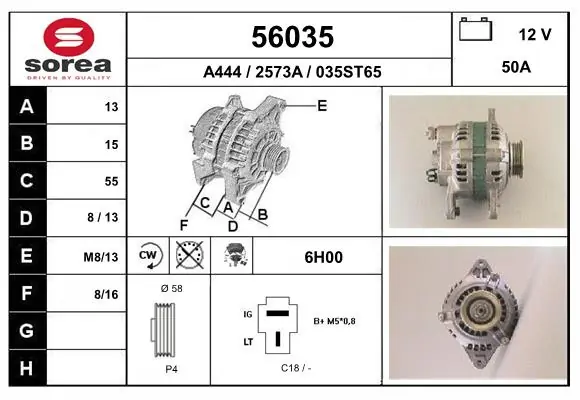 sorea
DRIVEN BY QUALITY
56035
A444 / 2573A / 035ST65
12 V
50A
A 13
B 15
C 55
D 8 / 13
E M8/13
F 8/16
G
H
E
F
C
A
D
B
CW
6H00
Ø 58
P4
IG
LT
B+ M5*0,8
C18 / -